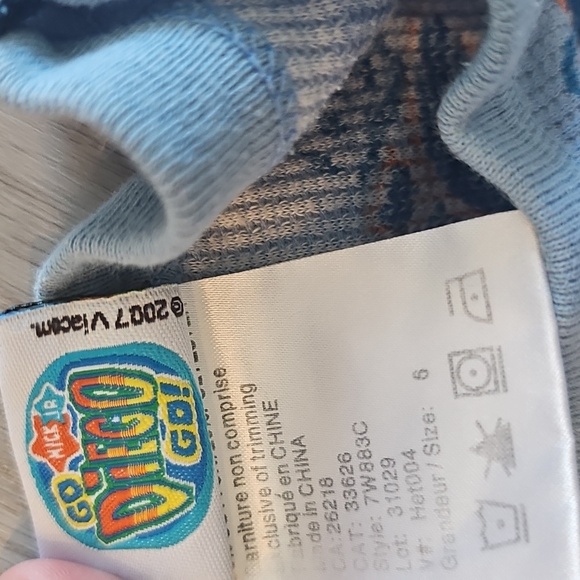 © 2007 Viacom.
NICK JR
GO
DIEGO
GO!
garniture non comprise
clusive of trimming
briqué en CHINE
de in CHINA
CA 26218
CAT: 33626
Style: 7W883C
Lot: 31029
V#: Het004
Grandeur / Size: 6